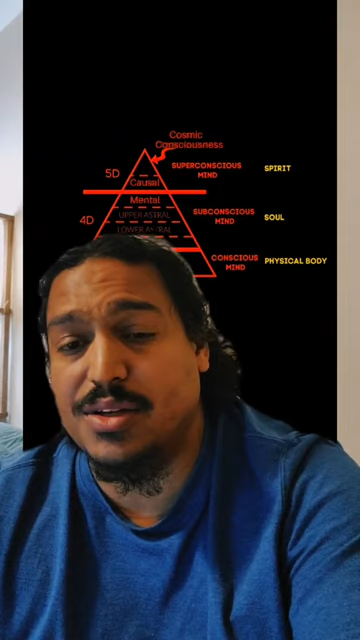 Cosmic
Consciousness
5D
SUPERCONSCIOUS
MIND
SPIRIT
Causal
Mental
4D
UPPER ASTRAL
SUBCONSCIOUS
MIND
SOUL
LOWER ASTRAL
CONSCIOUS
MIND
PHYSICAL BODY